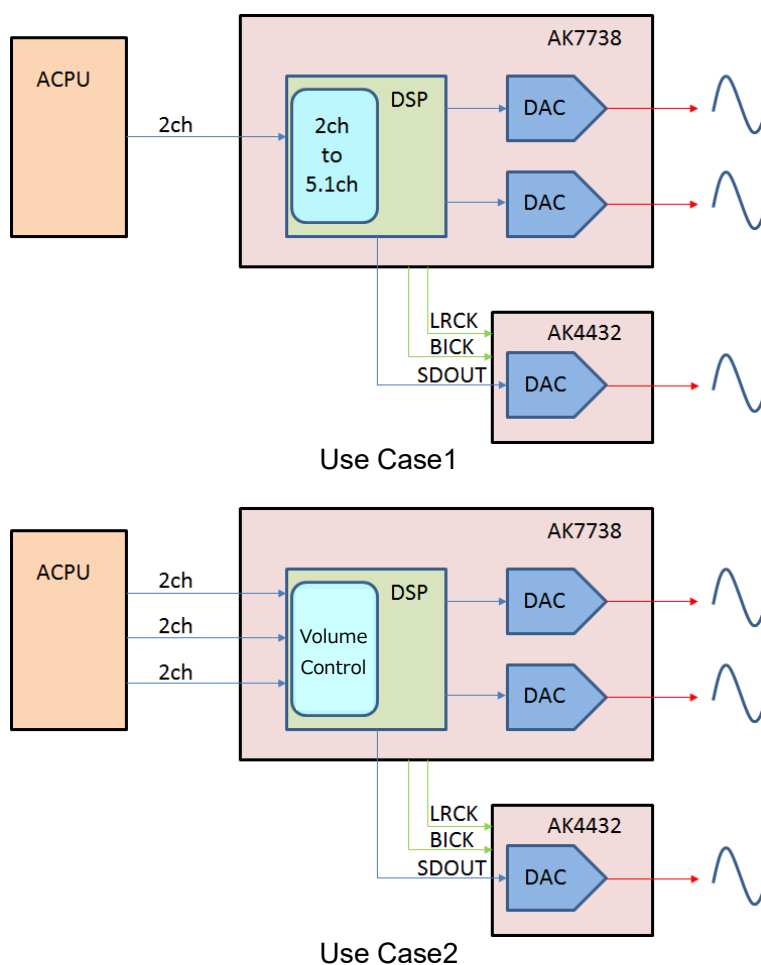 AK7738
ACPU
DSP
DAC
2ch
2ch
to
5.1ch
DAC
LRCK
AK4432
BICK
SDOUT
DAC
Use Case1
AK7738
ACPU
2ch
DSP
DAC
Volume
Control
2ch
2ch
DAC
LRCK
AK4432
BICK
SDOUT
DAC
Use Case2